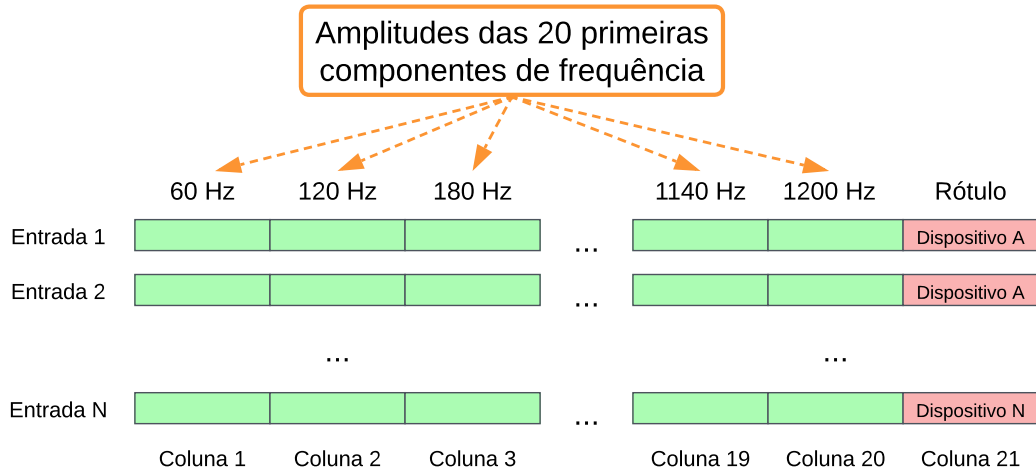 Amplitudes das 20 primeiras
componentes de frequência
60 Hz 120 Hz 180 Hz 1140 Hz 1200 Hz Rótulo
Entrada 1 ... Dispositivo A
Entrada 2 ... Dispositivo A
... ...
Entrada N ... Dispositivo N
Coluna 1 Coluna 2 Coluna 3 Coluna 19 Coluna 20 Coluna 21